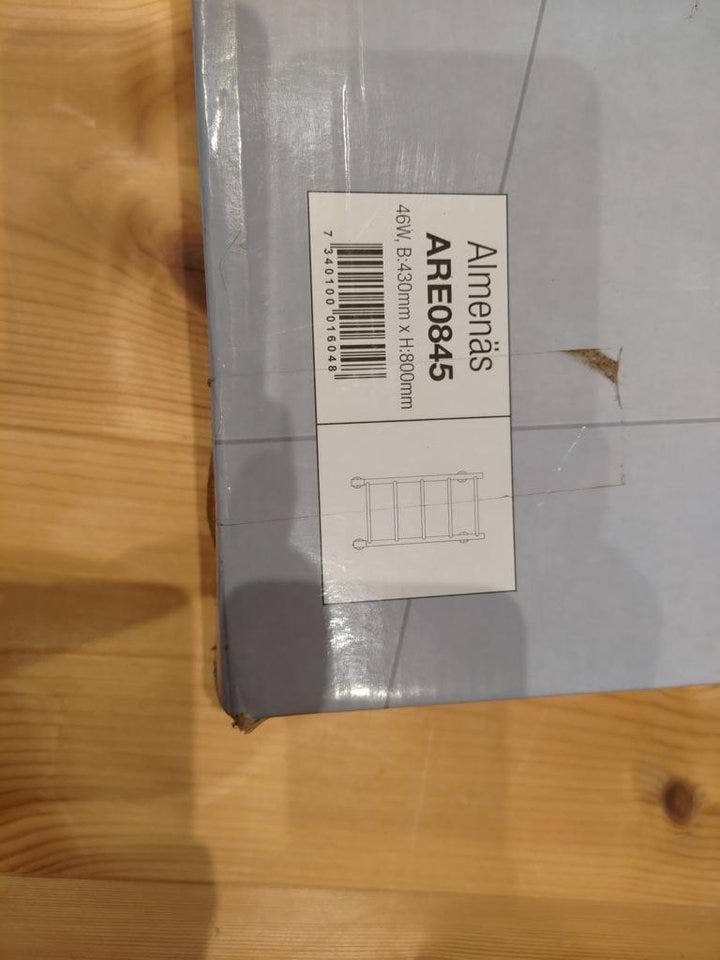 Almenäs
ARE0845
46W, B:430mm x H:800mm
7 340100 016048